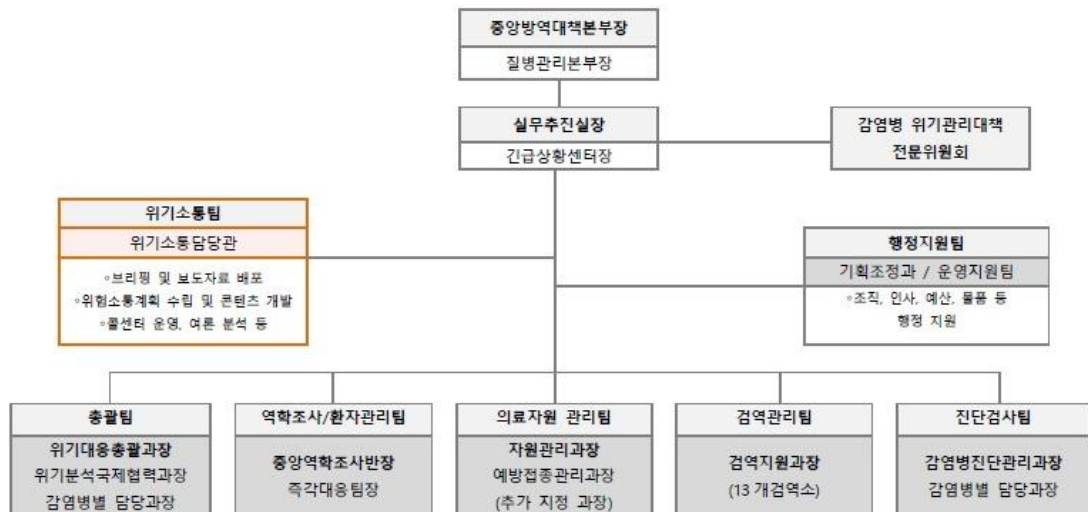 중앙방역대책본부장
질병관리본부장
실무추진실장
긴급상황센터장
감염병 위기관리대책
전문위원회
위기소통팀
위기소통담당관
◦브리핑 및 보도자료 배포
◦위험소통계획 수립 및 콘텐츠 개발
◦콜센터 운영, 여론 분석 등
행정지원팀
기획조정과 / 운영지원팀
◦조직, 인사, 예산, 물품 등
행정 지원
총괄팀
위기대응총괄과장
위기분석국제협력과장
감염병별 담당과장
역학조사/환자관리팀
중앙역학조사반장
즉각대응팀장
의료자원 관리팀
자원관리과장
예방접종관리과장
(추가 지정 과장)
검역관리팀
검역지원과장
(13 개검역소)
진단검사팀
감염병진단관리과장
감염병별 담당과장